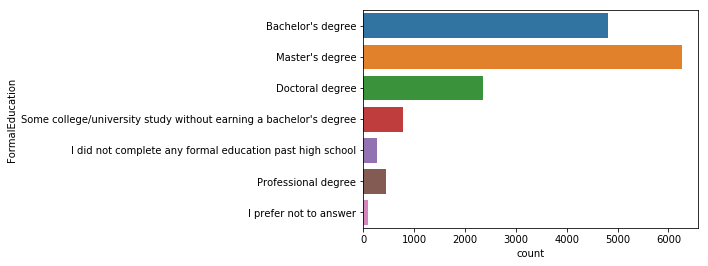 FormalEducation
Bachelor's degree
Master's degree
Doctoral degree
Some college/university study without earning a bachelor's degree
I did not complete any formal education past high school
Professional degree
I prefer not to answer
0 1000 2000 3000 4000 5000 6000
count